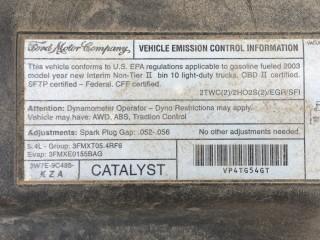 Ford Motor Company, VEHICLE EMISSION CONTROL INFORMATION
This vehicle conforms to U.S. EPA regulations applicable to gasoline fueled 2003
model year new Interim Non-Tier II bin 10 light-duty trucks. OBD II certified.
SFTP certified - Federal. CFF certified.
2TWC(2)/2HO2S(2)/EGR/SFI
Attention: Dynamometer Operator - Dyno Restrictions may apply.
Vehicle may have: AWD, ABS, Traction Control
Adjustments: Spark Plug Gap: .052-.056
No other adjustments needed.
5.4L - Group: 3FMXT05.4RF6
Evap: 3FMXE0155BAG
3W7E-9C485-
KZA
CATALYST
VP4TG54GT